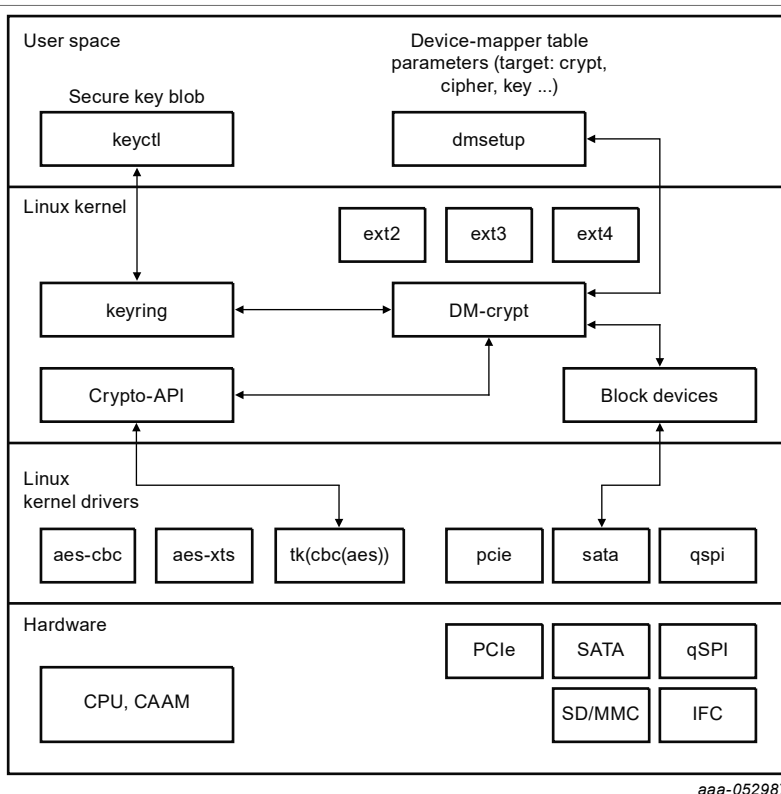 User space
Device-mapper table
parameters (target: crypt,
cipher, key ...)
Secure key blob
keyctl
dmsetup
Linux kernel
ext2
ext3
ext4
keyring
DM-crypt
Crypto-API
Block devices
Linux
kernel drivers
aes-cbc
aes-xts
tk(cbc(aes))
pcie
sata
qspi
Hardware
PCIe
SATA
qSPI
CPU, CAAM
SD/MMC
IFC